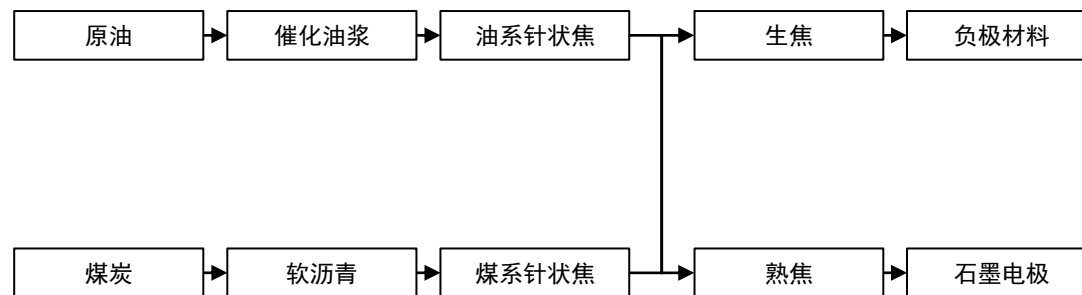 原油
催化油浆
油系针状焦
生焦
负极材料
煤炭
软沥青
煤系针状焦
熟焦
石墨电极